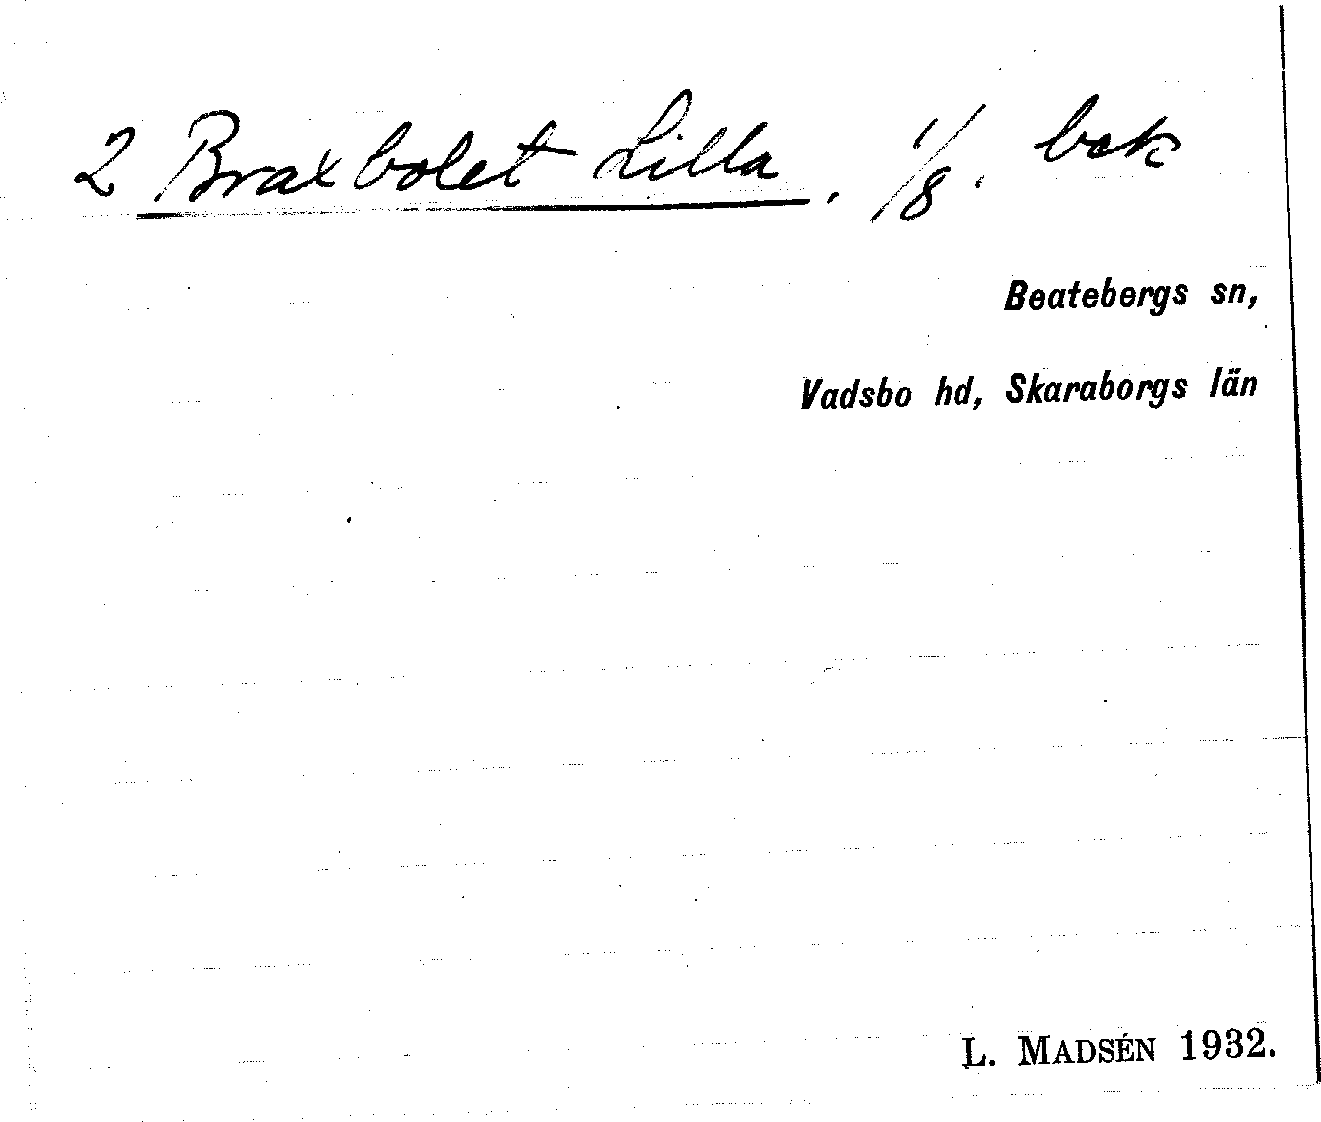 2 Braxbolet Lilla. 1/8. bek
Beatebergs sn,
Vadsbo hd, Skaraborgs län
L. MADSÉN 1932.